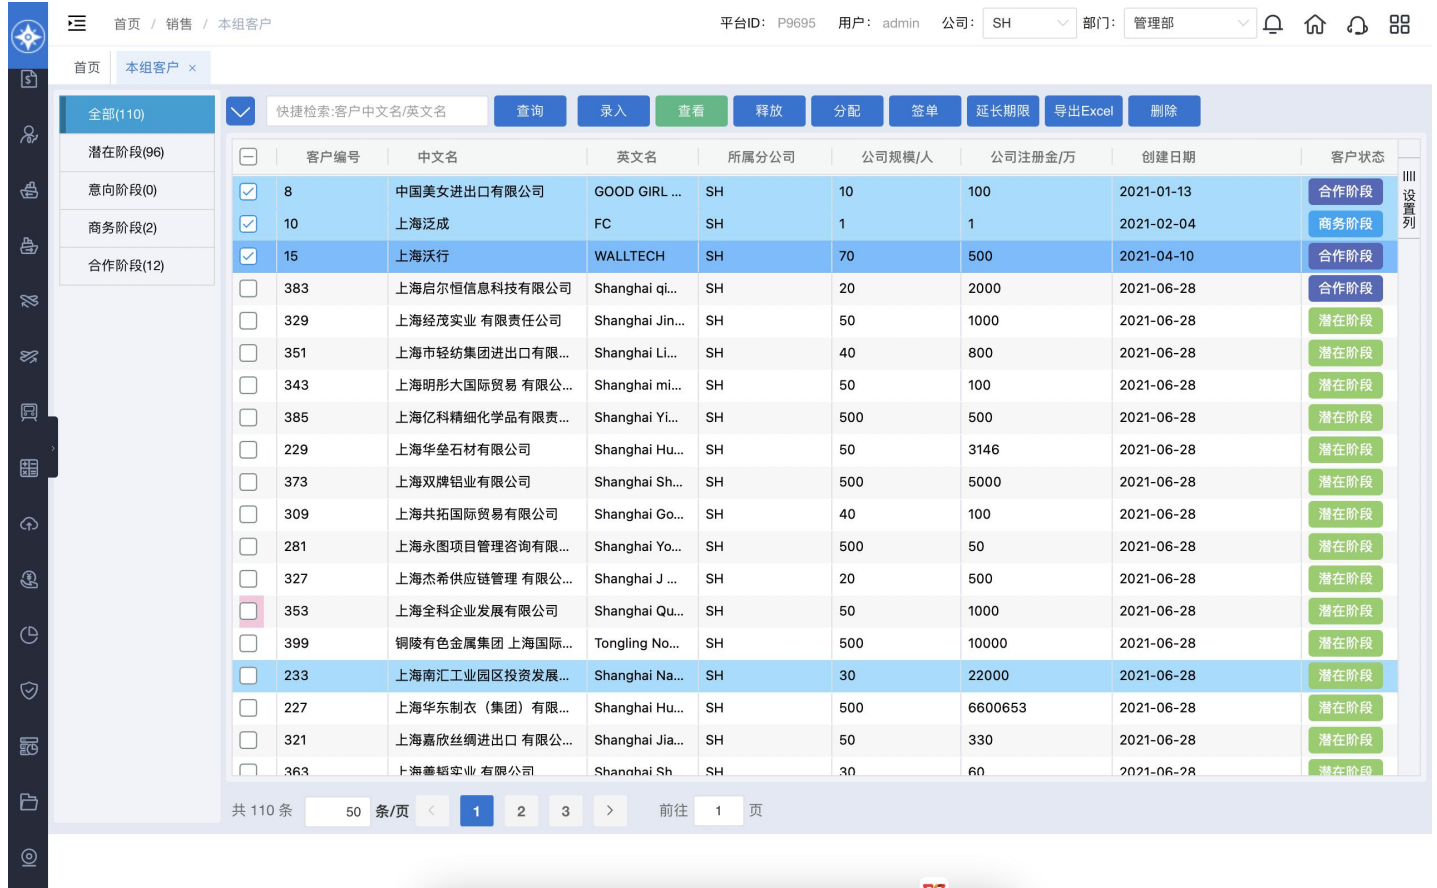 首页 / 销售 / 本组客户 平台ID: P9695 用户: admin 公司: SH 部门: 管理部
首页 本组客户 ×
全部(110)
潜在阶段(96)
意向阶段(0)
商务阶段(2)
合作阶段(12)
快捷检索:客户中文名/英文名 查询 录入 查看 释放 分配 签单 延长期限 导出Excel 删除
客户编号 中文名 英文名 所属分公司 公司规模/人 公司注册金/万 创建日期 客户状态
设置列
8 中国美女进出口有限公司 GOOD GIRL ... SH 10 100 2021-01-13 合作阶段
10 上海泛成 FC SH 1 1 2021-02-04 商务阶段
15 上海沃行 WALLTECH SH 70 500 2021-04-10 合作阶段
383 上海启尔恒信息科技有限公司 Shanghai qi... SH 20 2000 2021-06-28 合作阶段
329 上海经茂实业 有限责任公司 Shanghai Jin... SH 50 1000 2021-06-28 潜在阶段
351 上海市轻纺集团进出口有限... Shanghai Li... SH 40 800 2021-06-28 潜在阶段
343 上海明彤大国际贸易 有限公... Shanghai mi... SH 50 100 2021-06-28 潜在阶段
385 上海亿科精细化学品有限责... Shanghai Yi... SH 500 500 2021-06-28 潜在阶段
229 上海华垒石材有限公司 Shanghai Hu... SH 50 3146 2021-06-28 潜在阶段
373 上海双牌铝业有限公司 Shanghai Sh... SH 500 5000 2021-06-28 潜在阶段
309 上海共拓国际贸易有限公司 Shanghai Go... SH 40 100 2021-06-28 潜在阶段
281 上海永图项目管理咨询有限... Shanghai Yo... SH 500 50 2021-06-28 潜在阶段
327 上海杰希供应链管理 有限公... Shanghai J ... SH 20 500 2021-06-28 潜在阶段
353 上海全科企业发展有限公司 Shanghai Qu... SH 50 1000 2021-06-28 潜在阶段
399 铜陵有色金属集团 上海国际... Tongling No... SH 500 10000 2021-06-28 潜在阶段
233 上海南汇工业园区投资发展... Shanghai Na... SH 30 22000 2021-06-28 潜在阶段
227 上海华东制衣（集团）有限... Shanghai Hu... SH 500 6600653 2021-06-28 潜在阶段
321 上海嘉欣丝绸进出口 有限公... Shanghai Jia... SH 50 330 2021-06-28 潜在阶段
363 上海善韬实业 有限公司 Shanghai Sh... SH 30 60 2021-06-28 潜在阶段
共 110 条 50 条/页 < 1 2 3 > 前往 1 页